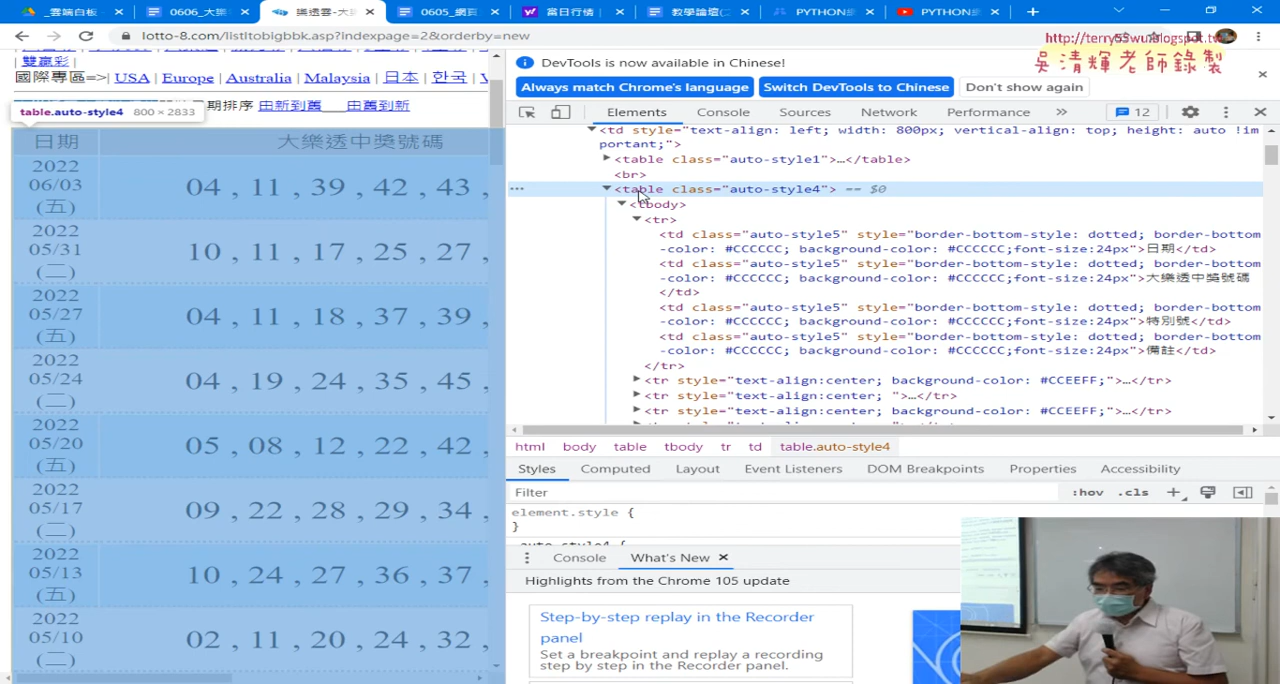 _雲端白板
0606_大樂
樂透雲-大
0605_網頁
當日行情
教學論壇(二
PYTHON步
PYTHON步
lotto-8.com/listltobigbbk.asp?indexpage=2&orderby=new
http://terry55wu.blogspot.tw
吳清輝老師錄製
| 雙贏彩 |
國際專區=>| USA | Europe | Australia | Malaysia | 日本 | 한국 | V
期排序 由新到舊 由舊到新
table.auto-style4 800 × 2833
日期 大樂透中獎號碼
2022
06/03
(五)
04 , 11 , 39 , 42 , 43 ,
2022
05/31
(二)
10 , 11 , 17 , 25 , 27 ,
2022
05/27
(五)
04 , 11 , 18 , 37 , 39 ,
2022
05/24
(二)
04 , 19 , 24 , 35 , 45 ,
2022
05/20
(五)
05 , 08 , 12 , 22 , 42 ,
2022
05/17
(二)
09 , 22 , 28 , 29 , 34 ,
2022
05/13
(五)
10 , 24 , 27 , 36 , 37 ,
2022
05/10
(二)
02 , 11 , 20 , 24 , 32 ,
DevTools is now available in Chinese!
Always match Chrome's language Switch DevTools to Chinese Don't show again
Elements Console Sources Network Performance » 12
<td style="text-align: left; width: 800px; vertical-align: top; height: auto !im
portant;">
<table class="auto-style1">…</table>
<br>
<table class="auto-style4"> == $0
<tbody>
<tr>
<td class="auto-style5" style="border-bottom-style: dotted; border-bottom
-color: #CCCCCC; background-color: #CCCCCC;font-size:24px">日期</td>
<td class="auto-style5" style="border-bottom-style: dotted; border-bottom
-color: #CCCCCC; background-color: #CCCCCC;font-size:24px">大樂透中獎號碼
</td>
<td class="auto-style5" style="border-bottom-style: dotted; border-bottom
-color: #CCCCCC; background-color: #CCCCCC;font-size:24px">特別號</td>
<td class="auto-style5" style="border-bottom-style: dotted; border-bottom
-color: #CCCCCC; background-color: #CCCCCC;font-size:24px">備註</td>
</tr>
<tr style="text-align:center; background-color: #CCEEFF;">…</tr>
<tr style="text-align:center; ">…</tr>
<tr style="text-align:center; background-color: #CCEEFF;">…</tr>
html body table tbody tr td table.auto-style4
Styles Computed Layout Event Listeners DOM Breakpoints Properties Accessibility
Filter :hov .cls
element.style {
}
.auto-style4 {
Console What's New
Highlights from the Chrome 105 update
Step-by-step replay in the Recorder
panel
Set a breakpoint and replay a recording
step by step in the Recorder panel.